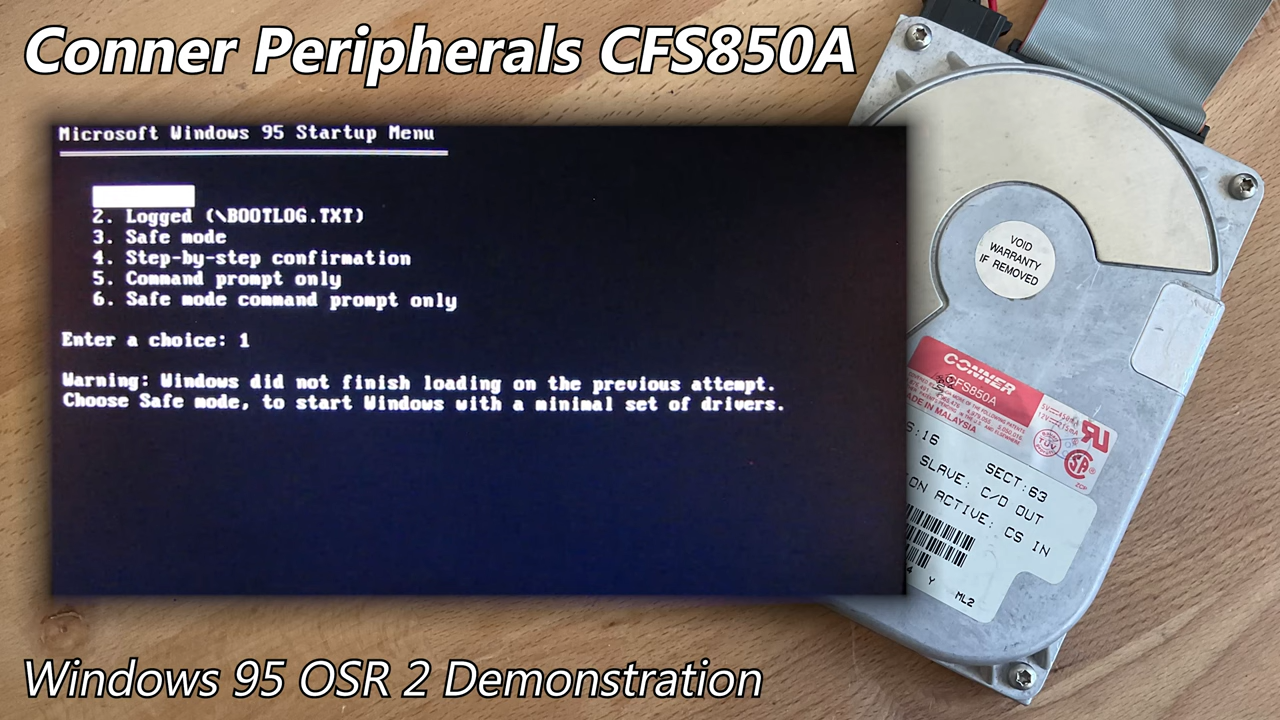 Conner Peripherals CFS850A
Microsoft Windows 95 Startup Menu
2. Logged (\BOOTLOG.TXT)
3. Safe mode
4. Step-by-step confirmation
5. Command prompt only
6. Safe mode command prompt only
Enter a choice: 1
Warning: Windows did not finish loading on the previous attempt.
Choose Safe mode, to start Windows with a minimal set of drivers.
VOID
WARRANTY
IF REMOVED
CONNER
CFS850A
MADE IN MALAYSIA
TUV
SECT:63
SLAVE: C/D OUT
ACTIVE: CS IN
Y
ML2
Windows 95 OSR 2 Demonstration